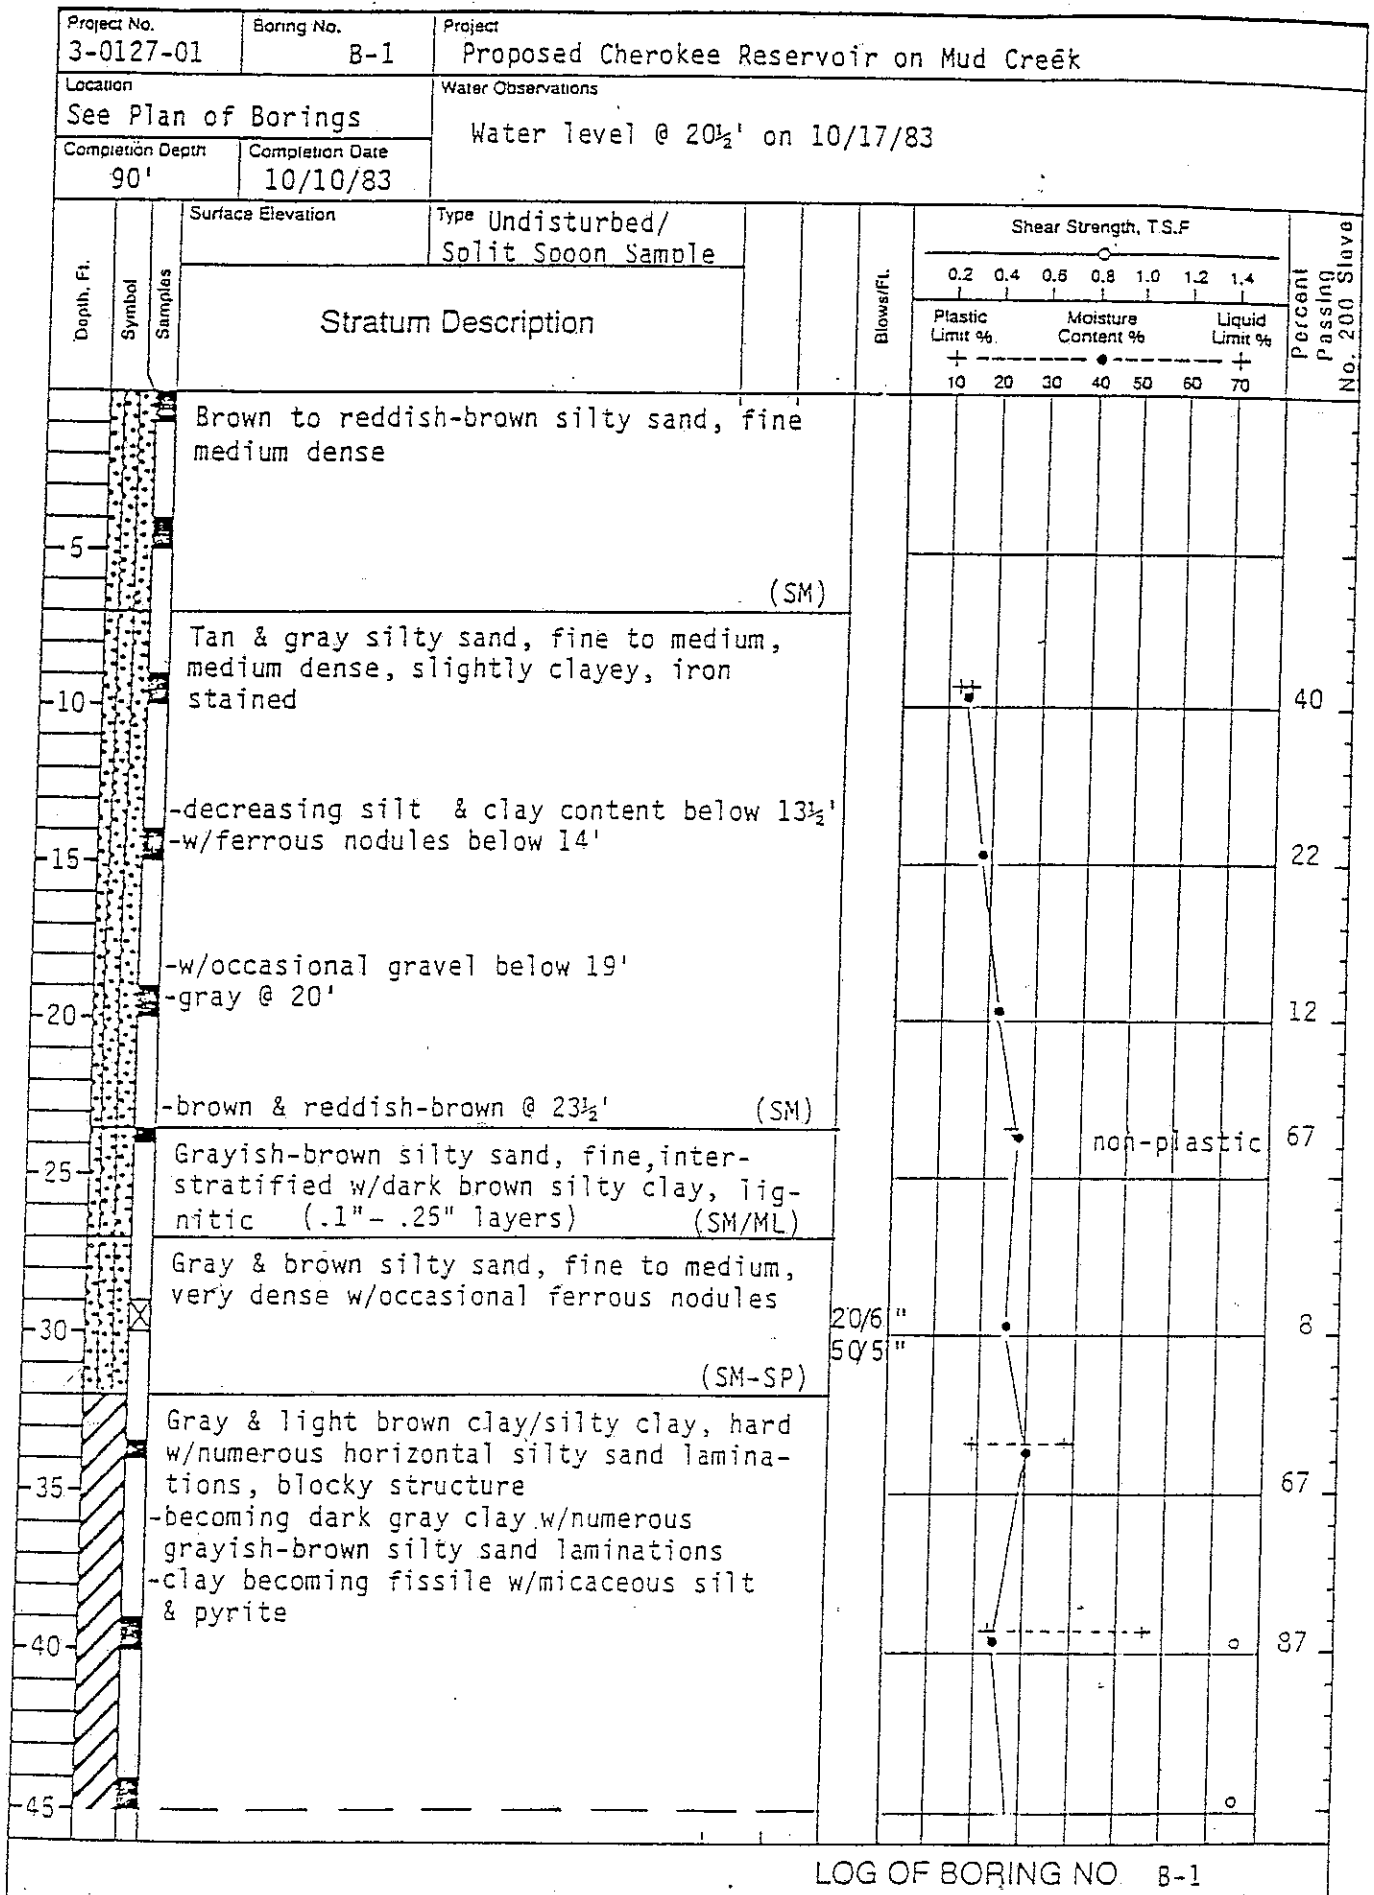 Project No.
3-0127-01
Boring No.
B-1
Project
Proposed Cherokee Reservoir on Mud Creek
Location
See Plan of Borings
Water Observations
Water level @ 20½' on 10/17/83
Completion Depth
90'
Completion Date
10/10/83
Depth, Ft.
Symbol
Samples
Surface Elevation
Type Undisturbed/
Split Spoon Sample
Stratum Description
Blows/Ft.
Shear Strength, T.S.F
0.2 0.4 0.6 0.8 1.0 1.2 1.4
Plastic Limit %
Moisture Content %
Liquid Limit %
10 20 30 40 50 60 70
Percent Passing No. 200 Sieve
Brown to reddish-brown silty sand, fine
medium dense
5
(SM)
Tan & gray silty sand, fine to medium,
medium dense, slightly clayey, iron
stained
10
40
-decreasing silt & clay content below 13½'
-w/ferrous nodules below 14'
15
22
-w/occasional gravel below 19'
-gray @ 20'
20
12
-brown & reddish-brown @ 23½' (SM)
non-plastic 67
Grayish-brown silty sand, fine, inter-
25
stratified w/dark brown silty clay, lig-
nitic (.1"- .25" layers) (SM/ML)
Gray & brown silty sand, fine to medium,
very dense w/occasional ferrous nodules
30
20/6"
8
50/5"
(SM-SP)
Gray & light brown clay/silty clay, hard
w/numerous horizontal silty sand lamina-
tions, blocky structure
35
67
-becoming dark gray clay w/numerous
grayish-brown silty sand laminations
-clay becoming fissile w/micaceous silt
& pyrite
40
87
45
LOG OF BORING NO. B-1